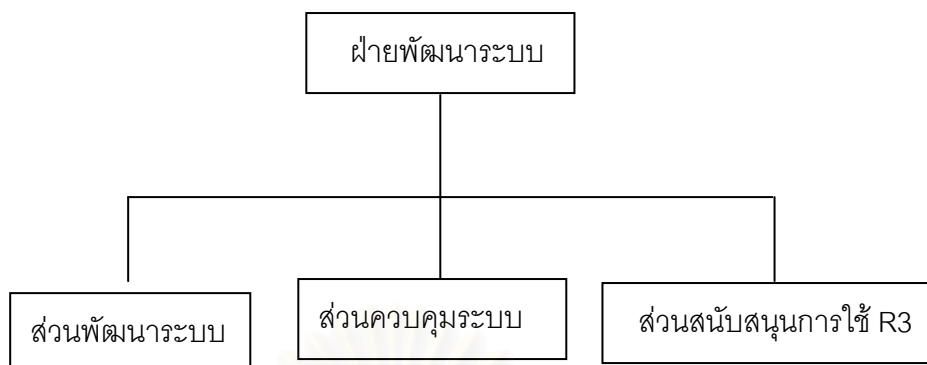 ฝ่ายพัฒนาระบบ
ส่วนพัฒนาระบบ
ส่วนควบคุมระบบ
ส่วนสนับสนุนการใช้ R3